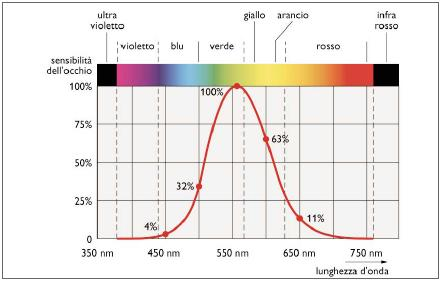 ultra
violetto
violetto
blu
verde
giallo
arancio
rosso
infra
rosso
sensibilità
dell'occhio
100%
75%
50%
25%
0
100%
63%
32%
4%
11%
350 nm
450 nm
550 nm
650 nm
750 nm
lunghezza d'onda